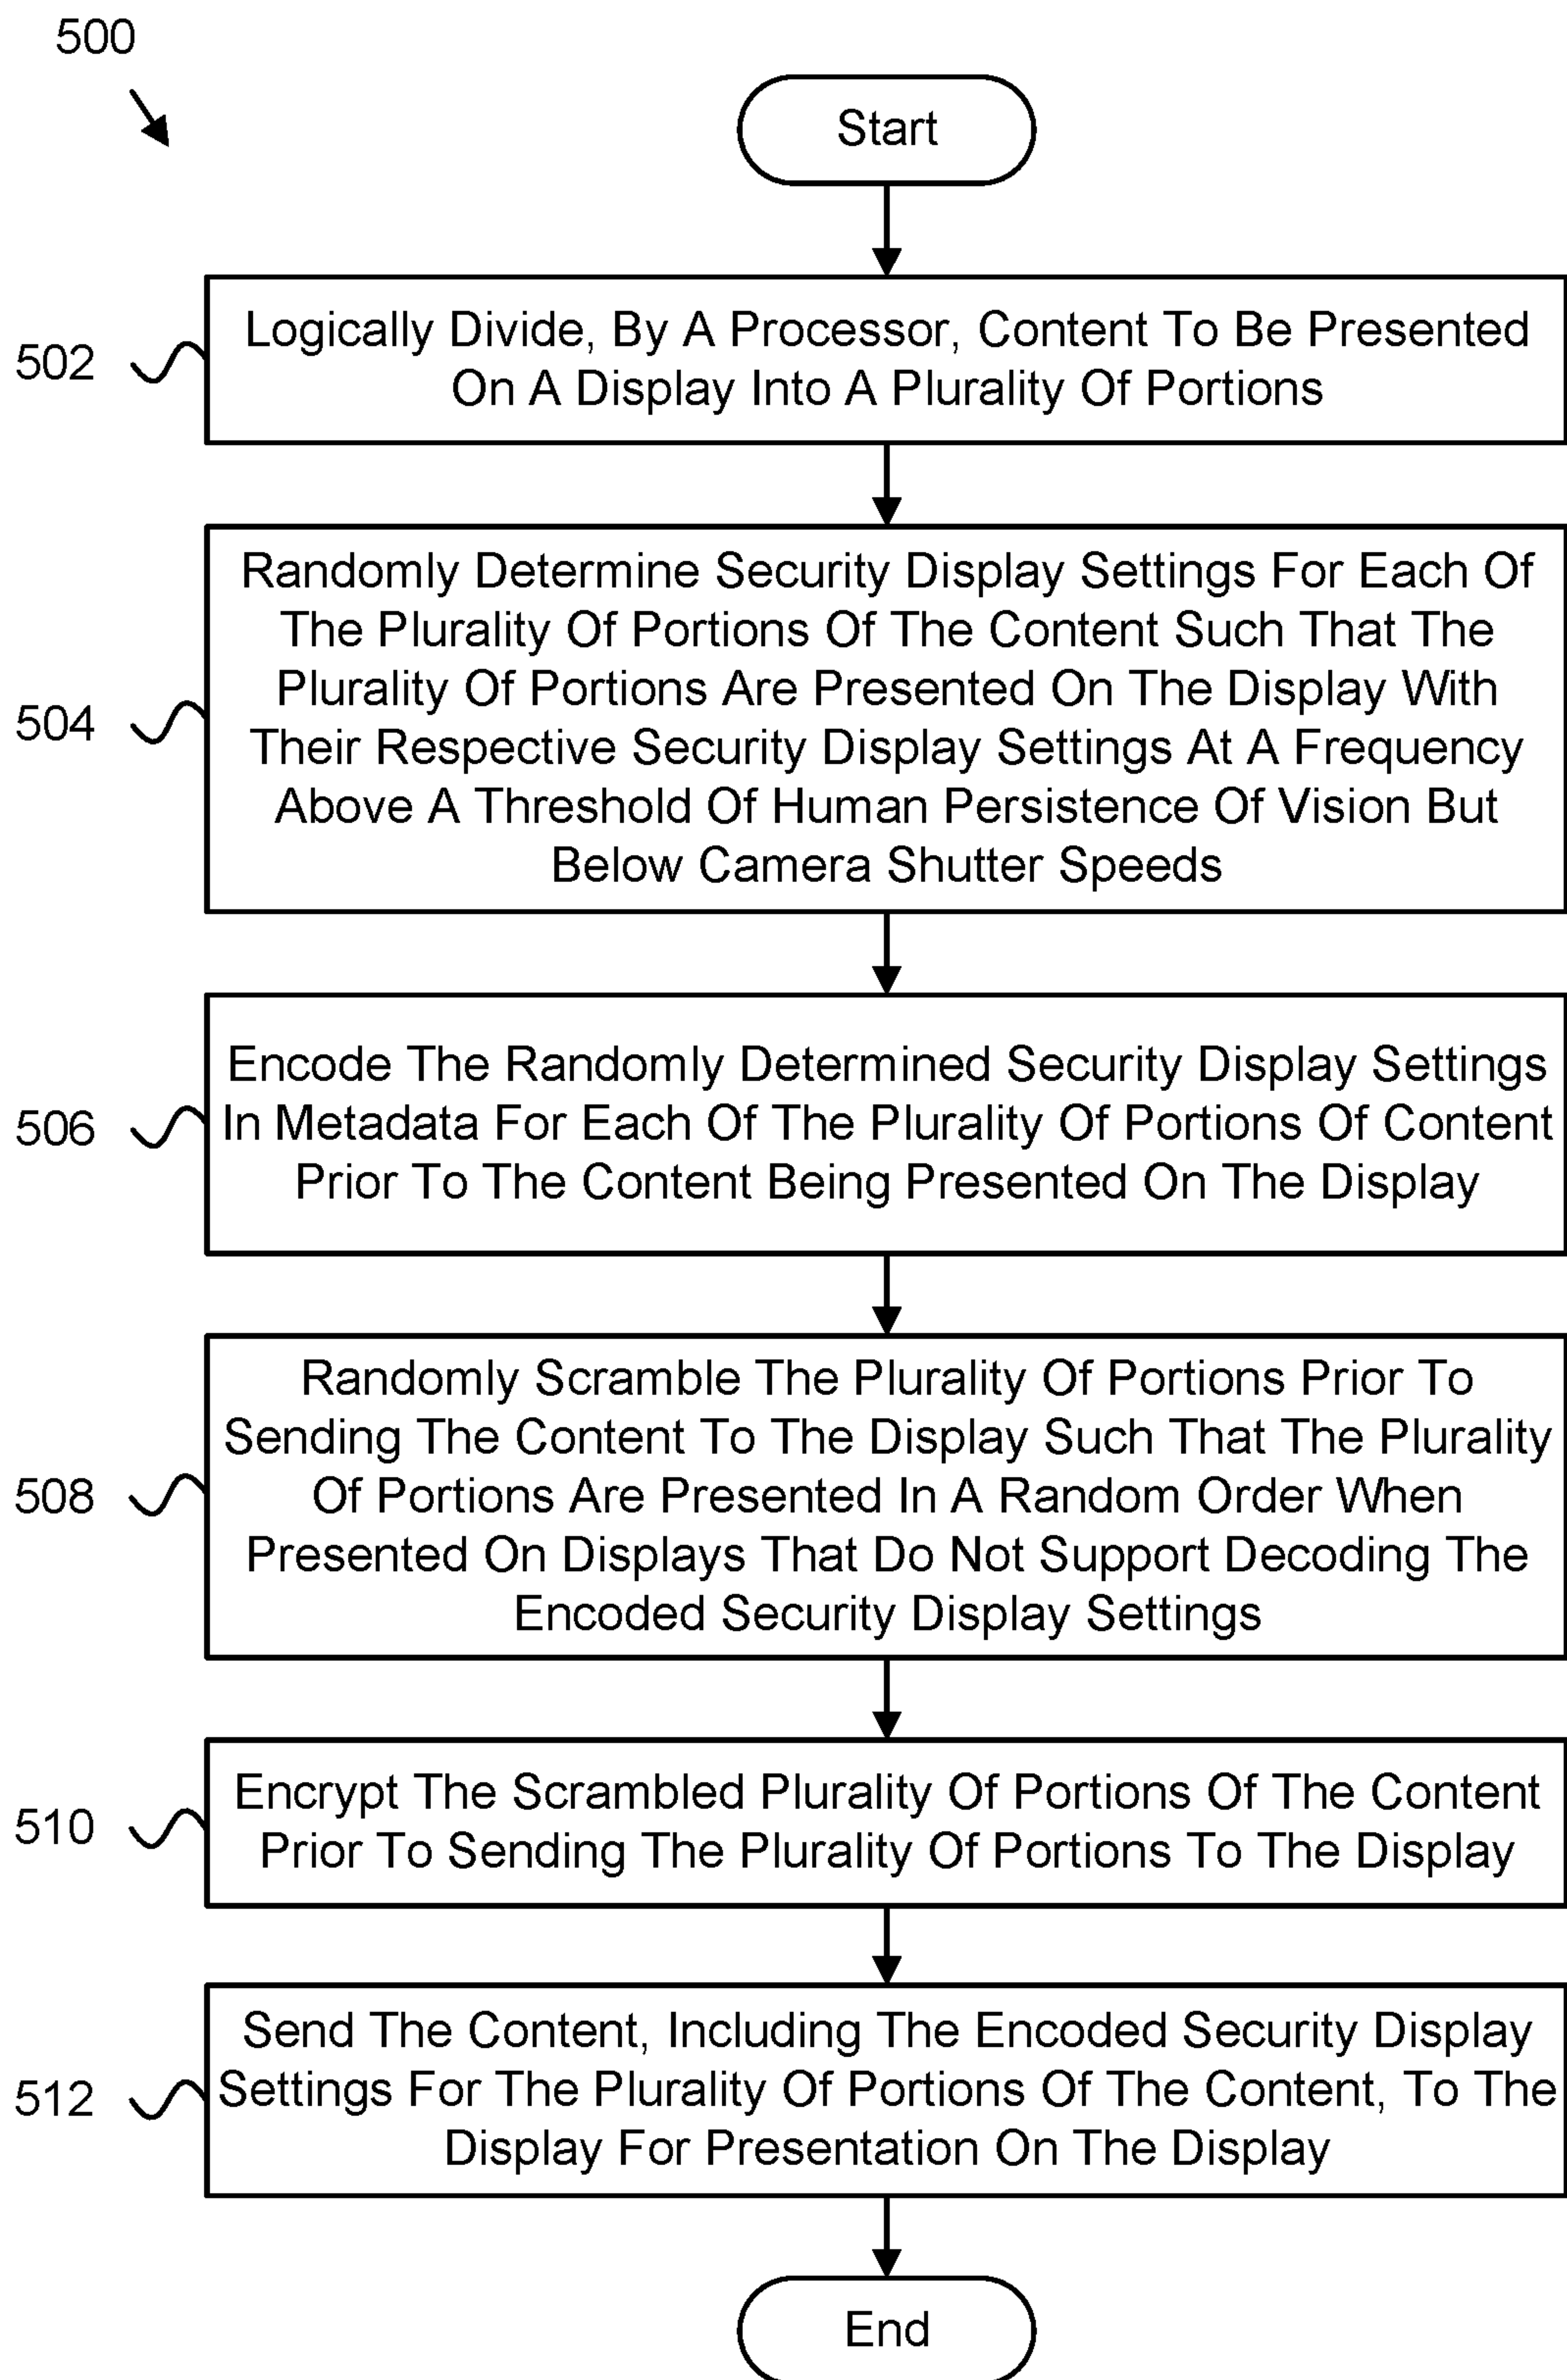 500
Start
502
Logically Divide, By A Processor, Content To Be Presented
On A Display Into A Plurality Of Portions
504
Randomly Determine Security Display Settings For Each Of
The Plurality Of Portions Of The Content Such That The
Plurality Of Portions Are Presented On The Display With
Their Respective Security Display Settings At A Frequency
Above A Threshold Of Human Persistence Of Vision But
Below Camera Shutter Speeds
506
Encode The Randomly Determined Security Display Settings
In Metadata For Each Of The Plurality Of Portions Of Content
Prior To The Content Being Presented On The Display
508
Randomly Scramble The Plurality Of Portions Prior To
Sending The Content To The Display Such That The Plurality
Of Portions Are Presented In A Random Order When
Presented On Displays That Do Not Support Decoding The
Encoded Security Display Settings
510
Encrypt The Scrambled Plurality Of Portions Of The Content
Prior To Sending The Plurality Of Portions To The Display
512
Send The Content, Including The Encoded Security Display
Settings For The Plurality Of Portions Of The Content, To The
Display For Presentation On The Display
End